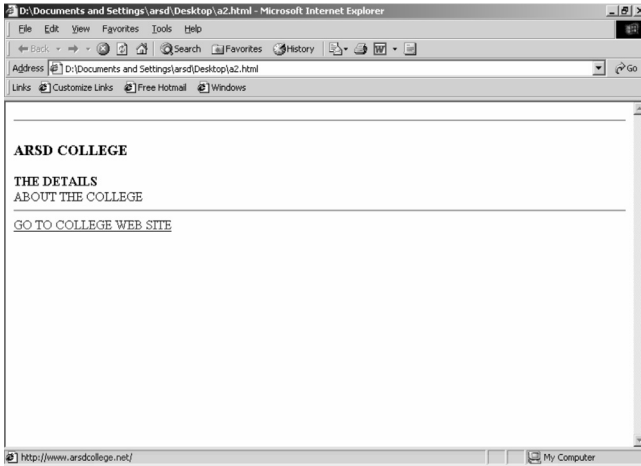 D:\Documents and Settings\arsd\Desktop\a2.html - Microsoft Internet Explorer
File Edit View Favorites Tools Help
Back Search Favorites History
Address D:\Documents and Settings\arsd\Desktop\a2.html Go
Links Customize Links Free Hotmail Windows
ARSD COLLEGE
THE DETAILS
ABOUT THE COLLEGE
GO TO COLLEGE WEB SITE
http://www.arsdcollege.net/ My Computer